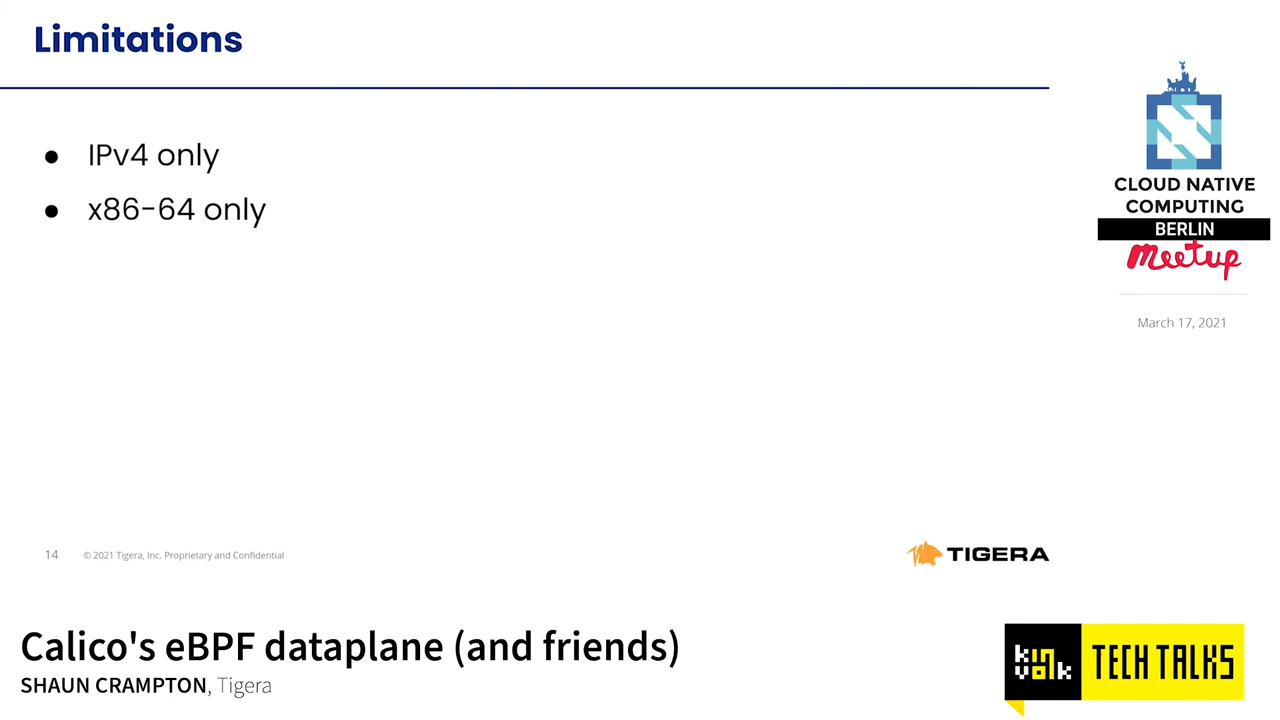 Limitations
● IPv4 only
● x86-64 only
CLOUD NATIVE
COMPUTING
BERLIN
Meetup
March 17, 2021
14
© 2021 Tigera, Inc. Proprietary and Confidential
TIGERA
Calico's eBPF dataplane (and friends)
SHAUN CRAMPTON, Tigera
kinvolk
TECH TALKS